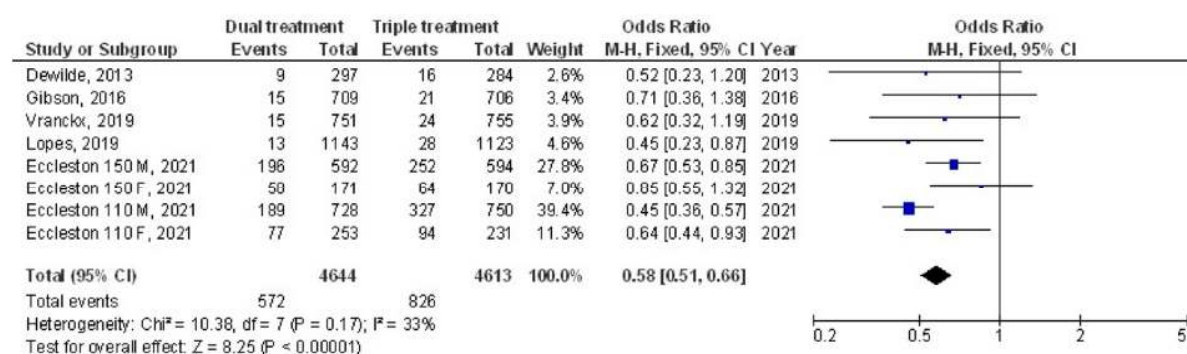 Dual treatment Triple treatment Odds Ratio Odds Ratio
Study or Subgroup Events Total Events Total Weight M-H, Fixed, 95% CI Year M-H, Fixed, 95% CI
Dewilde, 2013 9 297 16 284 2.6% 0.52 [0.23, 1.20] 2013
Gibson, 2016 15 709 21 706 3.4% 0.71 [0.36, 1.38] 2016
Vranckx, 2019 15 751 24 755 3.9% 0.62 [0.32, 1.19] 2019
Lopes, 2019 13 1143 28 1123 4.6% 0.45 [0.23, 0.87] 2019
Eccleston 150 M, 2021 196 592 252 594 27.8% 0.67 [0.53, 0.85] 2021
Eccleston 150 F, 2021 58 171 64 170 7.0% 0.85 [0.55, 1.32] 2021
Eccleston 110 M, 2021 189 728 327 750 39.4% 0.45 [0.36, 0.57] 2021
Eccleston 110 F, 2021 77 253 94 231 11.3% 0.64 [0.44, 0.93] 2021
Total (95% CI) 4644 4613 100.0% 0.58 [0.51, 0.66]
Total events 572 826
Heterogeneity: Chi² = 10.38, df = 7 (P = 0.17); I² = 33%
Test for overall effect: Z = 8.25 (P < 0.00001)
0.2 0.5 1 2 5